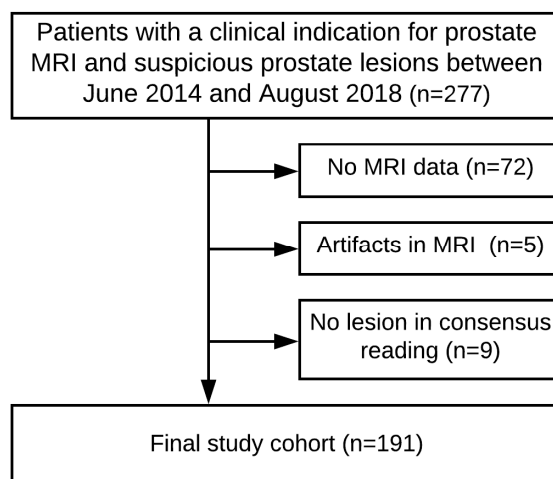 Patients with a clinical indication for prostate
MRI and suspicious prostate lesions between
June 2014 and August 2018 (n=277)
No MRI data (n=72)
Artifacts in MRI (n=5)
No lesion in consensus
reading (n=9)
Final study cohort (n=191)